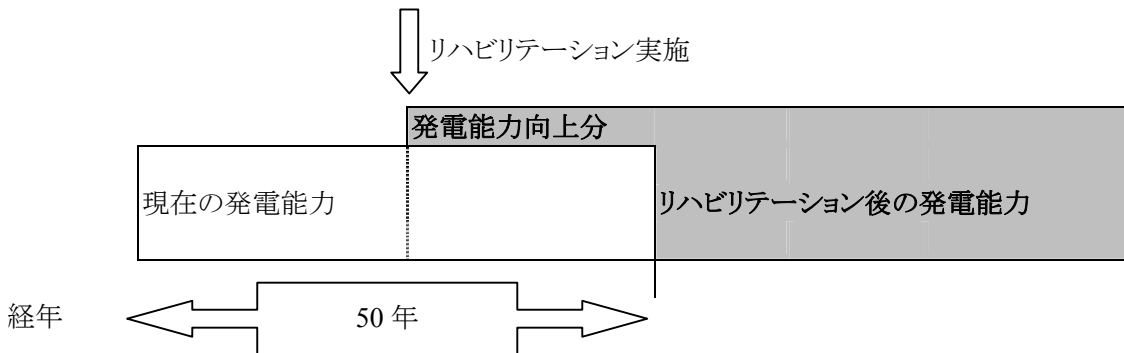 リハビリテーション実施
発電能力向上分
現在の発電能力
リハビリテーション後の発電能力
経年
50 年